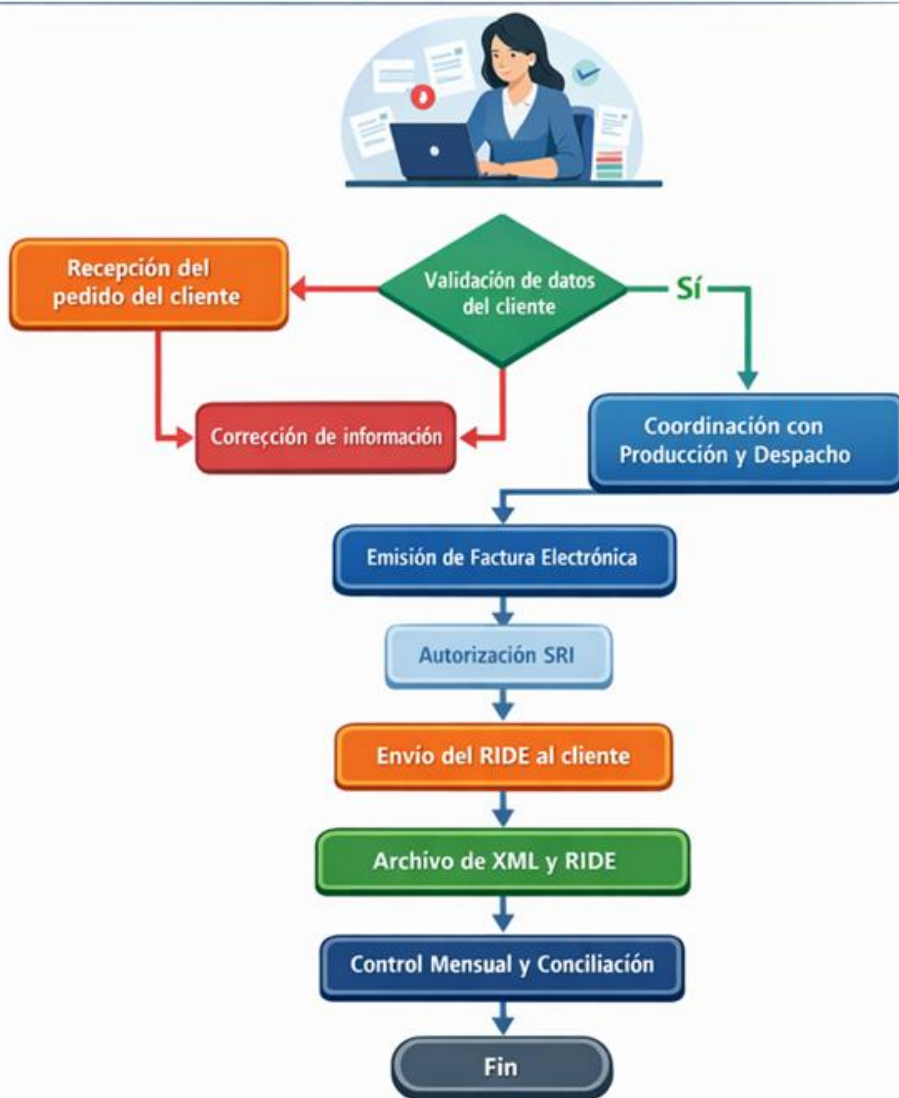 Recepción del
pedido del cliente
Validación de datos
del cliente
Sí
Corrección de información
Coordinación con
Producción y Despacho
Emisión de Factura Electrónica
Autorización SRI
Envío del RIDE al cliente
Archivo de XML y RIDE
Control Mensual y Conciliación
Fin